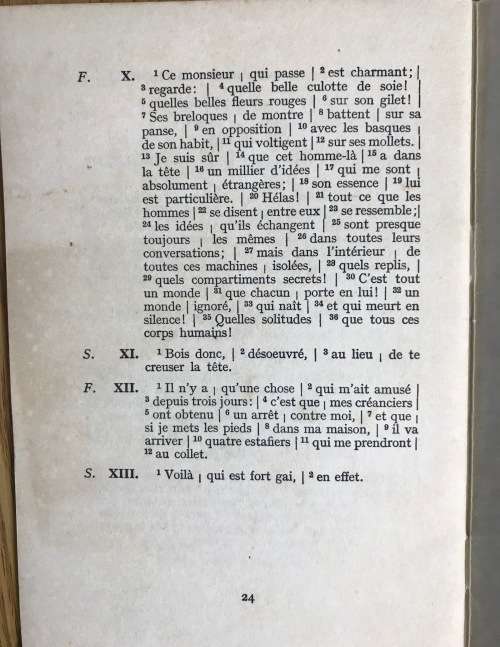 F. X. ¹ Ce monsieur ˌ qui passe | ² est charmant; |
³ regarde: | ⁴ quelle belle culotte de soie! |
⁵ quelles belles fleurs rouges | ⁶ sur son gilet! |
⁷ Ses breloques ˌ de montre | ⁸ battent | sur sa
panse, | ⁹ en opposition | ¹⁰ avec les basques ˌ
de son habit, | ¹¹ qui voltigent | ¹² sur ses mollets. |
¹³ Je suis sûr | ¹⁴ que cet homme-là | ¹⁵ a dans
la tête | ¹⁶ un millier d'idées | ¹⁷ qui me sont ˌ
absolument ˌ étrangères; | ¹⁸ son essence | ¹⁹ lui
est particulière. | ²⁰ Hélas! | ²¹ tout ce que les
hommes | ²² se disent ˌ entre eux | ²³ se ressemble; |
²⁴ les idées ˌ qu'ils échangent | ²⁵ sont presque
toujours ˌ les mêmes | ²⁶ dans toutes leurs
conversations; | ²⁷ mais dans l'intérieur ˌ de
toutes ces machines ˌ isolées, | ²⁸ quels replis, |
²⁹ quels compartiments secrets! | ³⁰ C'est tout
un monde | ³¹ que chacun ˌ porte en lui! | ³² un
monde | ignoré, | ³³ qui naît | ³⁴ et qui meurt en
silence! | ³⁵ Quelles solitudes | ³⁶ que tous ces
corps humains!
S. XI. ¹ Bois donc, | ² désoeuvré, | ³ au lieu ˌ de te
creuser la tête.
F. XII. ¹ Il n'y a ˌ qu'une chose | ² qui m'ait amusé |
³ depuis trois jours: | ⁴ c'est que ˌ mes créanciers
⁵ ont obtenu | ⁶ un arrêt ˌ contre moi, | ⁷ et que ˌ
si je mets les pieds | ⁸ dans ma maison, | ⁹ il va
arriver | ¹⁰ quatre estafiers | ¹¹ qui me prendront |
¹² au collet.
S. XIII. ¹ Voilà ˌ qui est fort gai, | ² en effet.
24